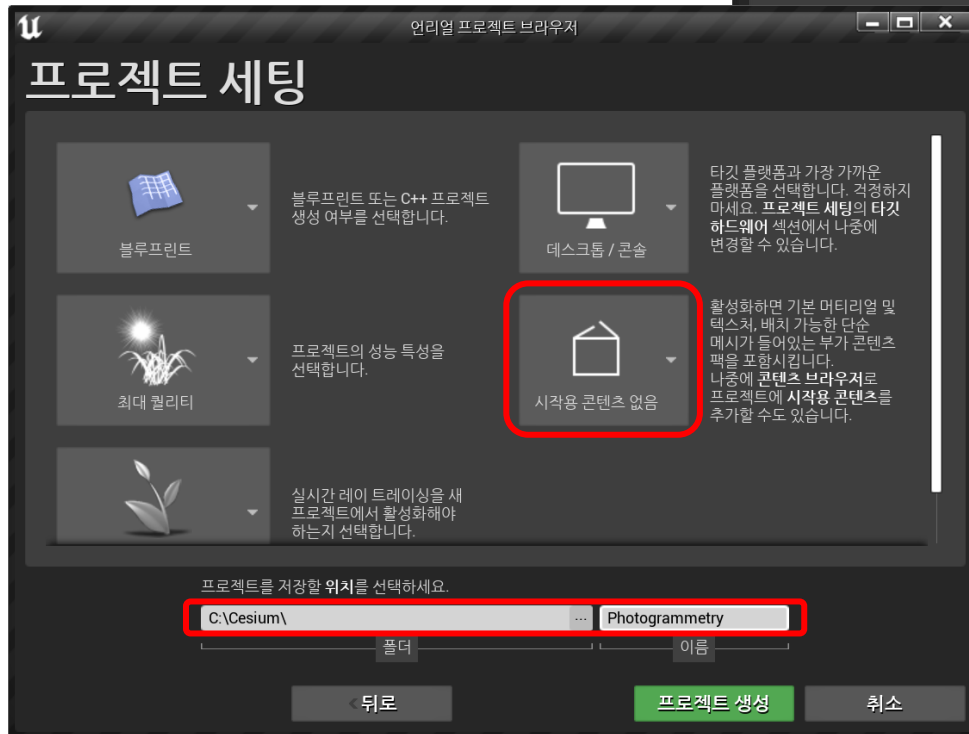 언리얼 프로젝트 브라우저
프로젝트 세팅
블루프린트
블루프린트 또는 C++ 프로젝트
생성 여부를 선택합니다.
데스크톱 / 콘솔
타깃 플랫폼과 가장 가까운
플랫폼을 선택합니다. 걱정하지
마세요. 프로젝트 세팅의 타깃
하드웨어 섹션에서 나중에
변경할 수 있습니다.
최대 퀄리티
프로젝트의 성능 특성을
선택합니다.
시작용 콘텐츠 없음
활성화하면 기본 머티리얼 및
텍스처, 배치 가능한 단순
메시가 들어있는 부가 콘텐츠
팩을 포함시킵니다.
나중에 콘텐츠 브라우저로
프로젝트에 시작용 콘텐츠를
추가할 수도 있습니다.
실시간 레이 트레이싱을 새
프로젝트에서 활성화해야
하는지 선택합니다.
프로젝트를 저장할 위치를 선택하세요.
C:\Cesium\ ... Photogrammetry
폴더 이름
뒤로 프로젝트 생성 취소